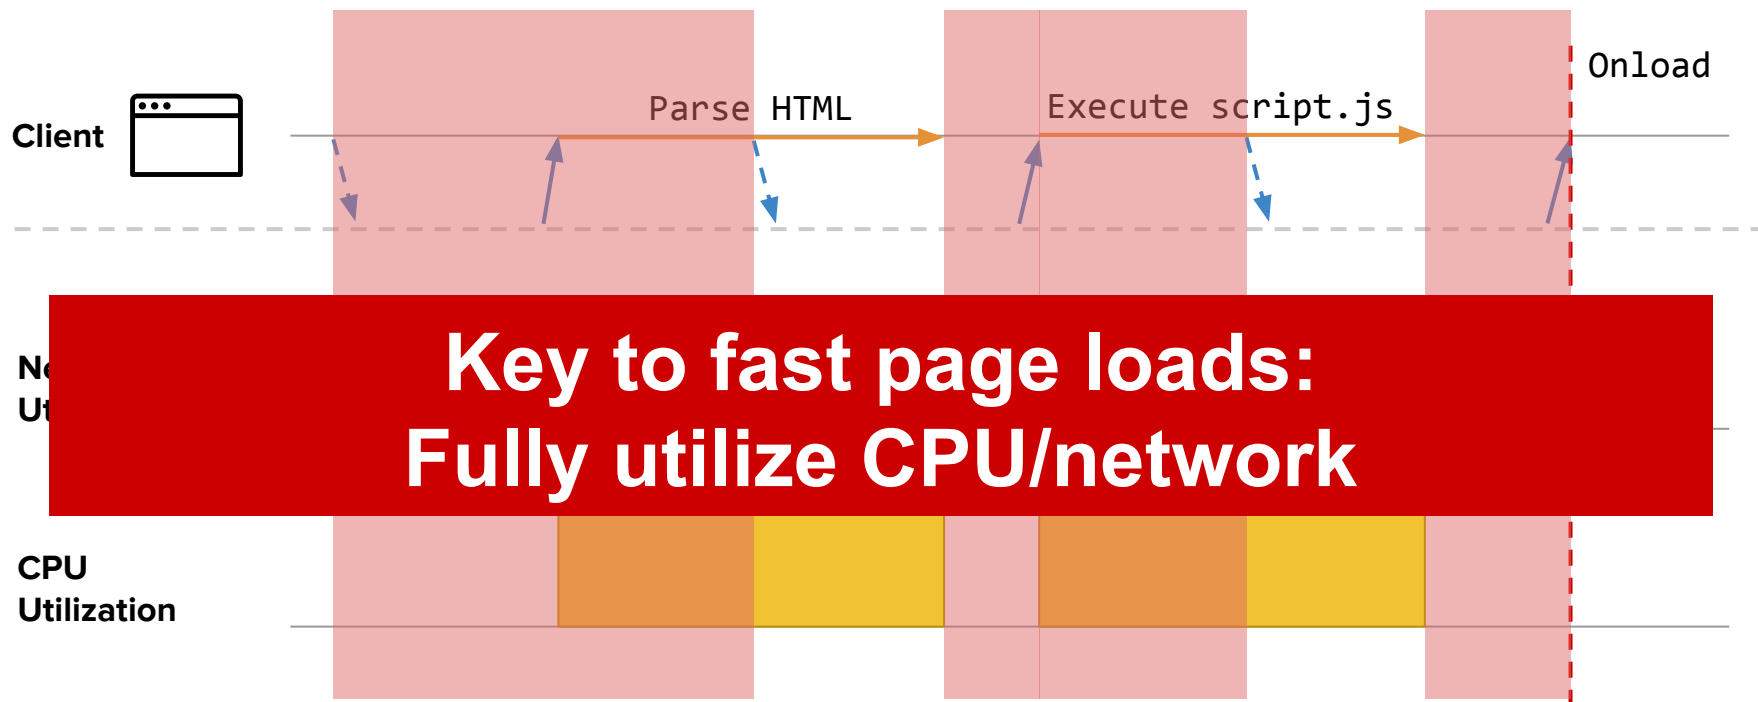 Onload
Parse HTML
Execute script.js
Client
Key to fast page loads:
Fully utilize CPU/network
CPU
Utilization